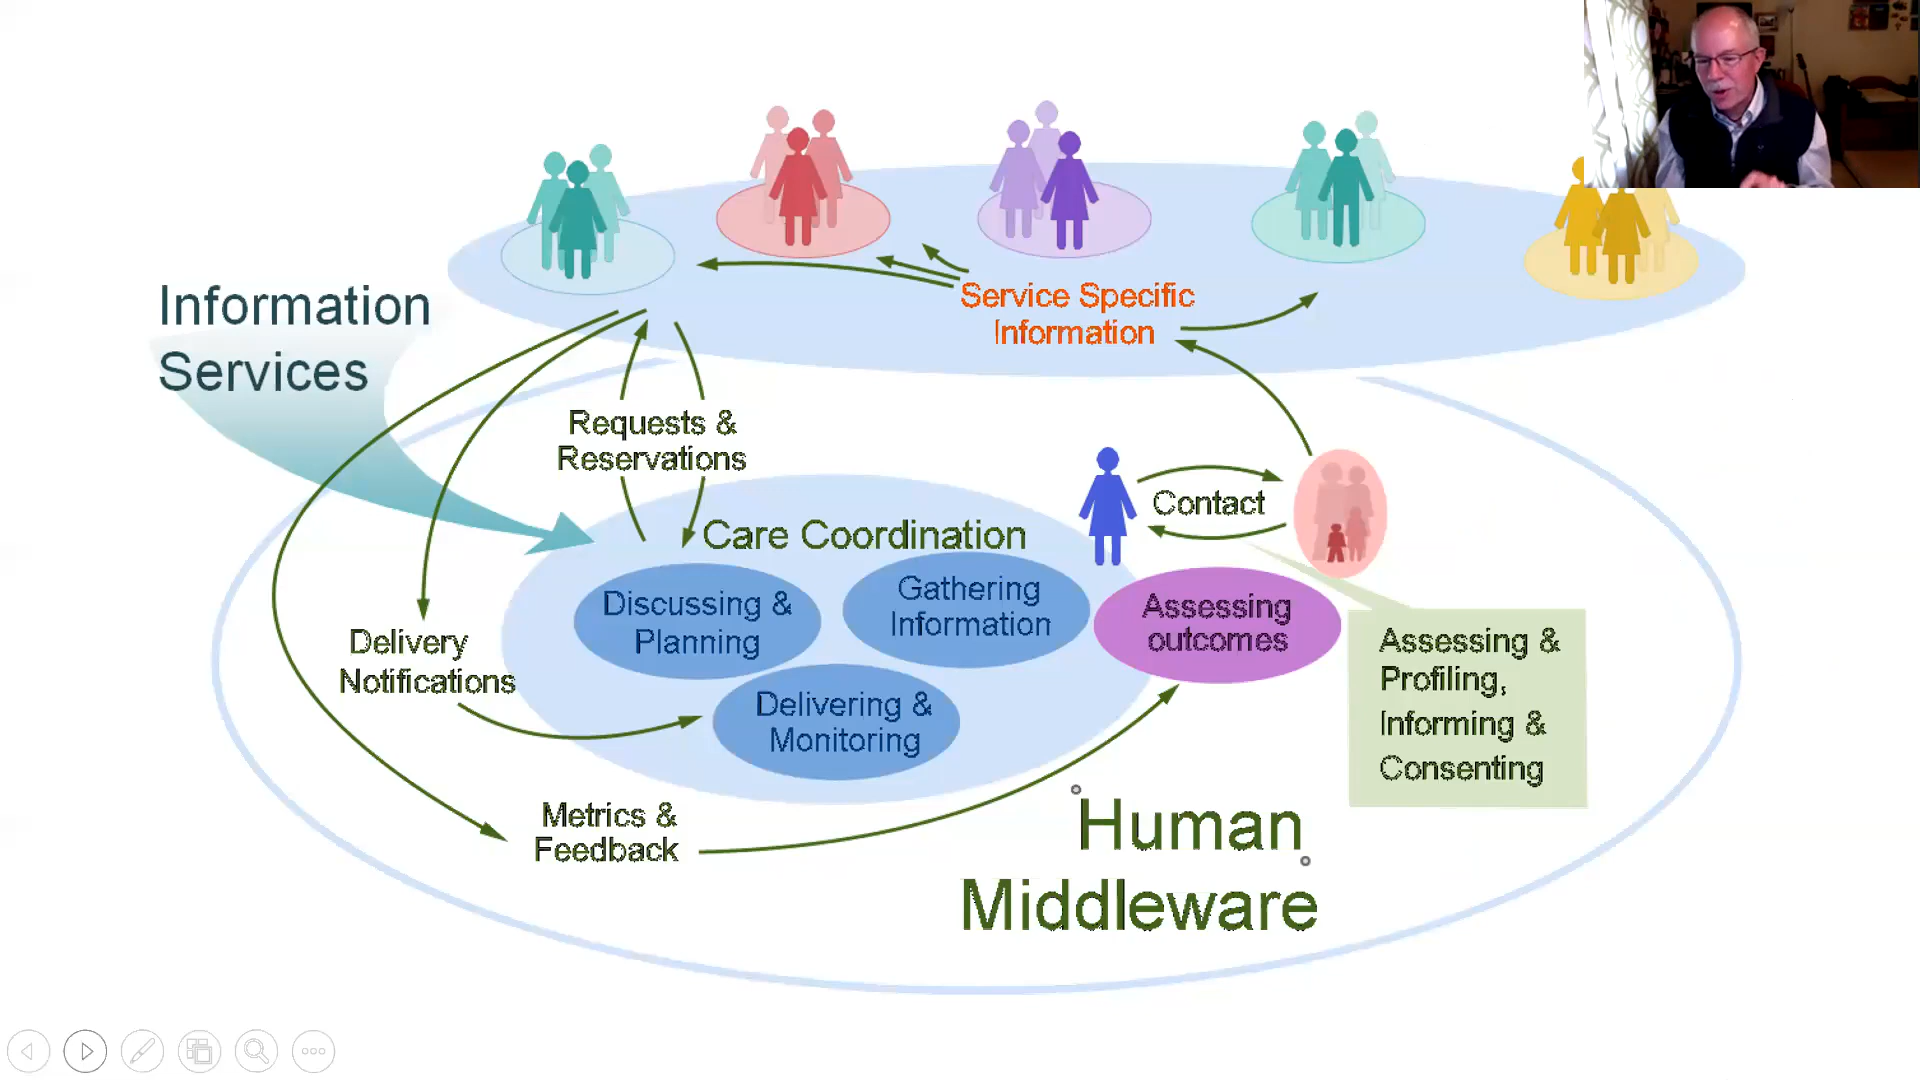 Information
Services
Service Specific
Information
Requests &
Reservations
Contact
Care Coordination
Discussing &
Planning
Gathering
Information
Assessing
outcomes
Delivering &
Monitoring
Delivery
Notifications
Assessing &
Profiling,
Informing &
Consenting
Metrics &
Feedback
Human
Middleware